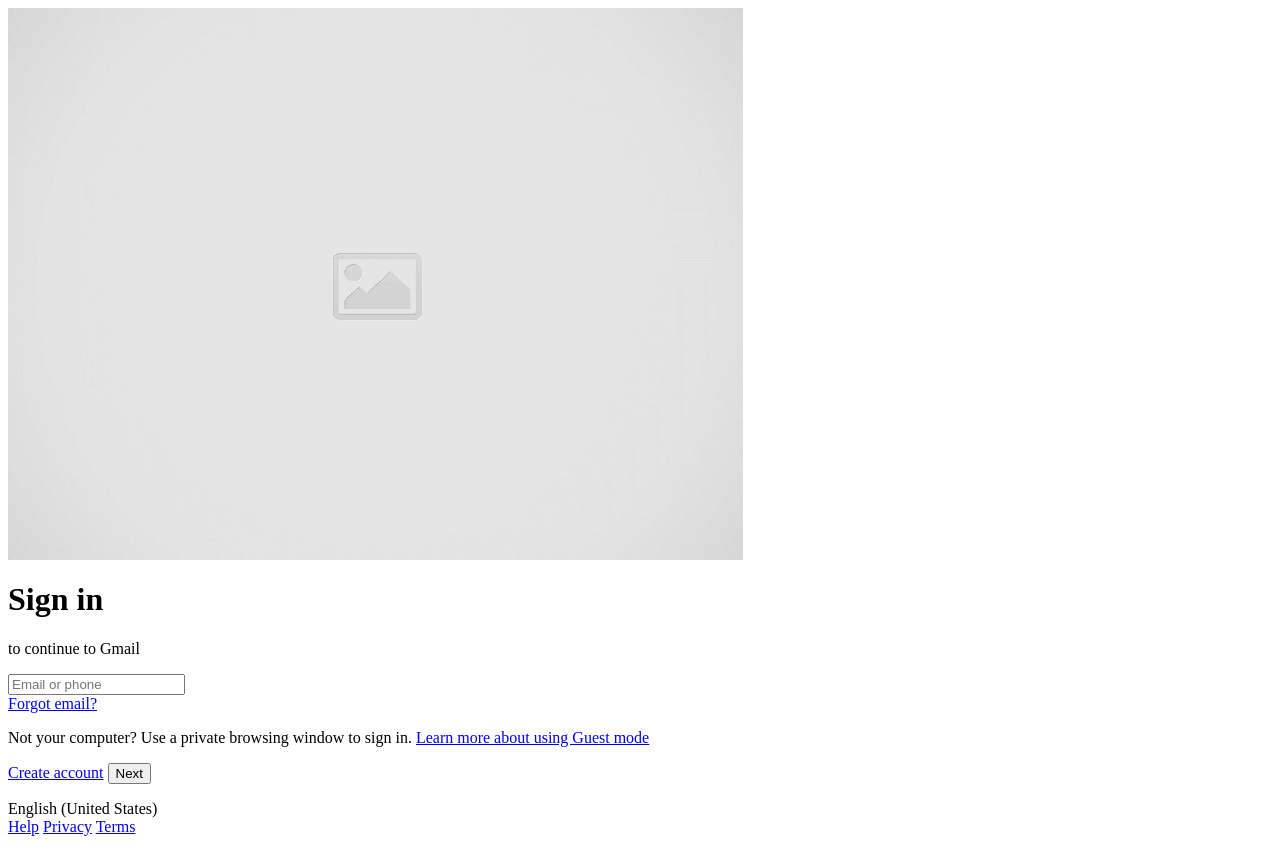 Sign in
to continue to Gmail
Email or phone
Forgot email?
Not your computer? Use a private browsing window to sign in. Learn more about using Guest mode
Create account Next
English (United States)
Help Privacy Terms